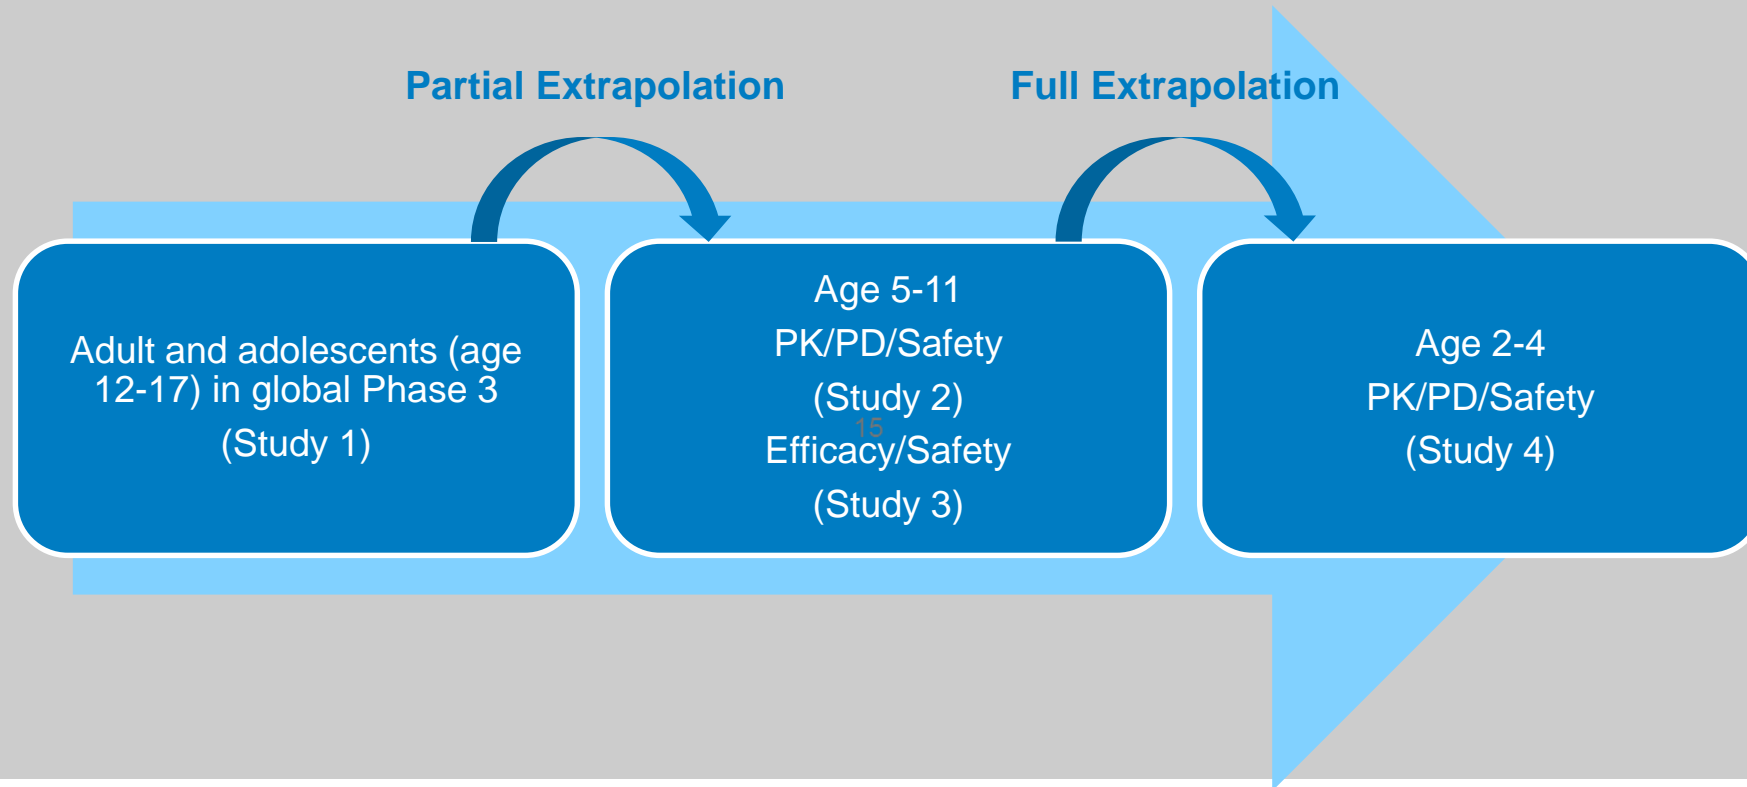 Partial Extrapolation
Full Extrapolation
Adult and adolescents (age
12-17) in global Phase 3
(Study 1)
Age 5-11
PK/PD/Safety
(Study 2)
15
Efficacy/Safety
(Study 3)
Age 2-4
PK/PD/Safety
(Study 4)